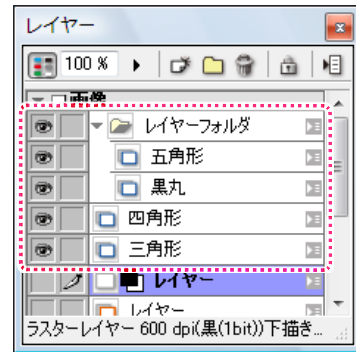 レイヤー
100 %
画像
レイヤーフォルダ
五角形
黒丸
四角形
三角形
レイヤー
レイヤー
ラスターレイヤー 600 dpi(黒(1bit))下描き...